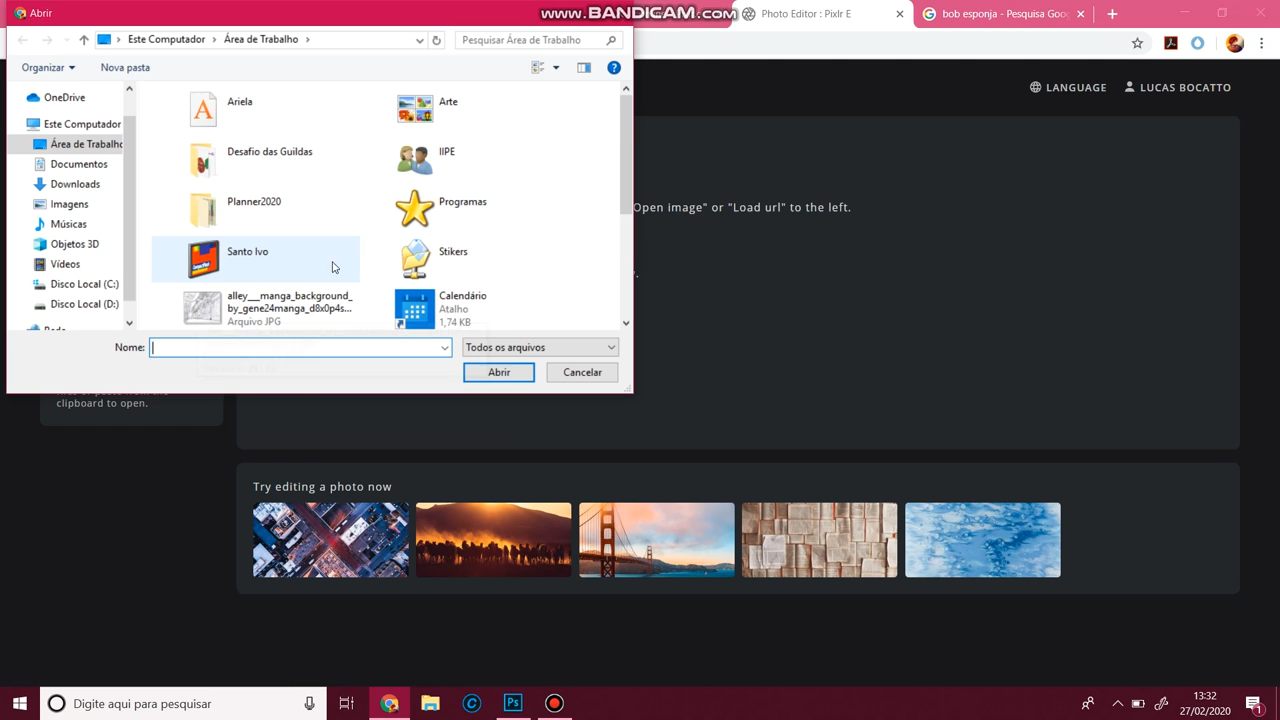 Abrir
www.BANDICAM.com
Photo Editor : Pixlr E
bob esponja - Pesquisa Goo
Este Computador
Área de Trabalho
Pesquisar Área de Trabalho
Organizar
Nova pasta
OneDrive
Este Computador
Área de Trabalho
Documentos
Downloads
Imagens
Músicas
Objetos 3D
Vídeos
Disco Local (C:)
Disco Local (D:)
Ariela
Arte
Desafio das Guildas
IIPE
Planner2020
Programas
Santo Ivo
Stikers
alley___manga_background_
by_gene24manga_d8x0p4s...
Arquivo JPG
Calendário
Atalho
1,74 KB
Nome:
Todos os arquivos
Abrir
Cancelar
LANGUAGE
LUCAS BOCATTO
Open image" or "Load url" to the left.
clipboard to open.
Try editing a photo now
Digite aqui para pesquisar
Ps
13:32
27/02/2020
1